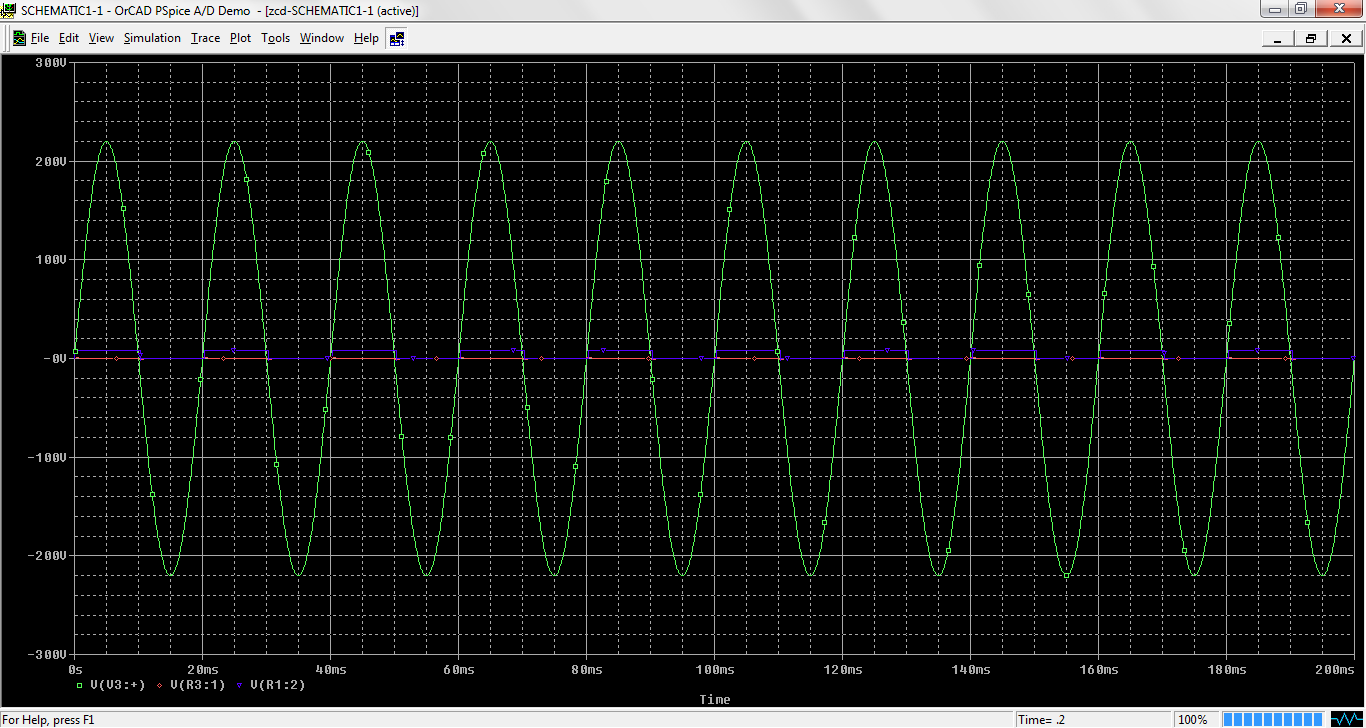 SCHEMATIC1-1 - OrCAD PSpice A/D Demo - [zcd-SCHEMATIC1-1 (active)]
File Edit View Simulation Trace Plot Tools Window Help
300V
200V
100V
-0V
-100V
-200V
-300V
0s 20ms 40ms 60ms 80ms 100ms 120ms 140ms 160ms 180ms 200ms
V(V3:+) V(R3:1) V(R1:2)
Time
For Help, press F1 Time= .2 100%